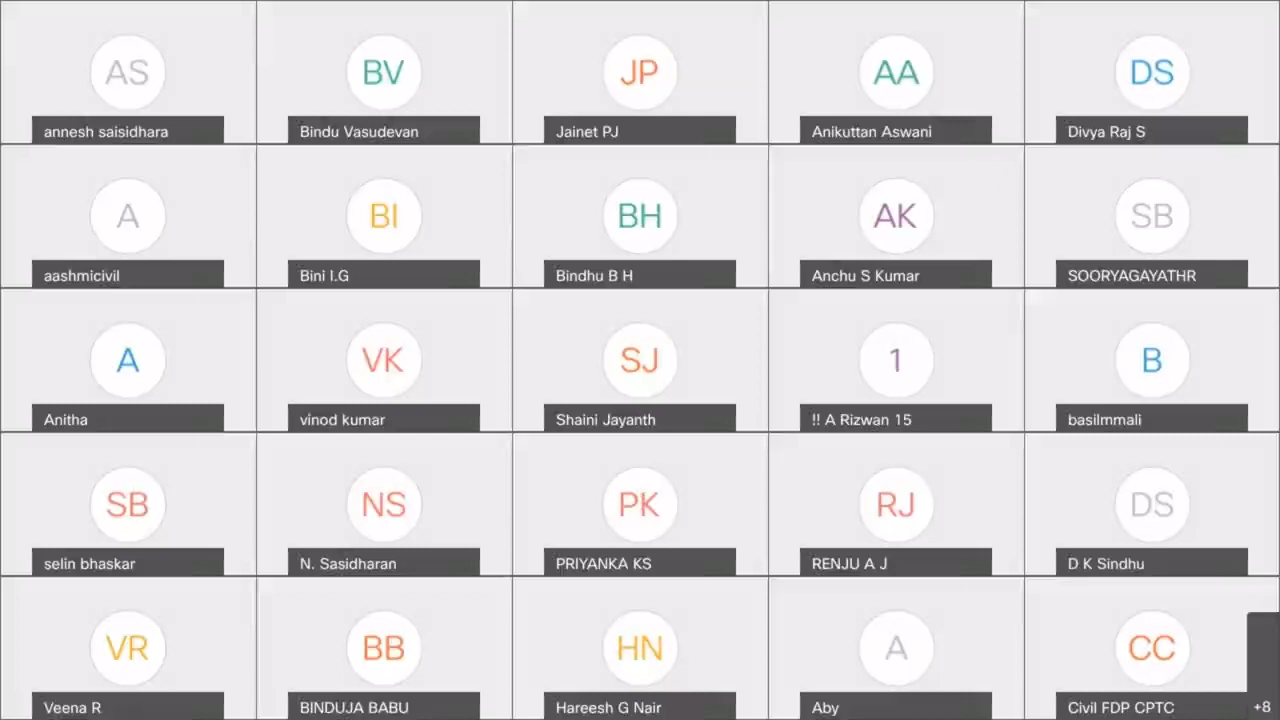 AS
BV
JP
AA
DS
annesh saisidhara
Bindu Vasudevan
Jainet PJ
Anikuttan Aswani
Divya Raj S
A
BI
BH
AK
SB
aashmicivil
Bini I.G
Bindhu B H
Anchu S Kumar
SOORYAGAYATHR
A
VK
SJ
1
B
Anitha
vinod kumar
Shaini Jayanth
!! A Rizwan 15
basilmmali
SB
NS
PK
RJ
DS
selin bhaskar
N. Sasidharan
PRIYANKA KS
RENJU A J
D K Sindhu
VR
BB
HN
A
CC
Veena R
BINDUJA BABU
Hareesh G Nair
Aby
Civil FDP CPTC
+8